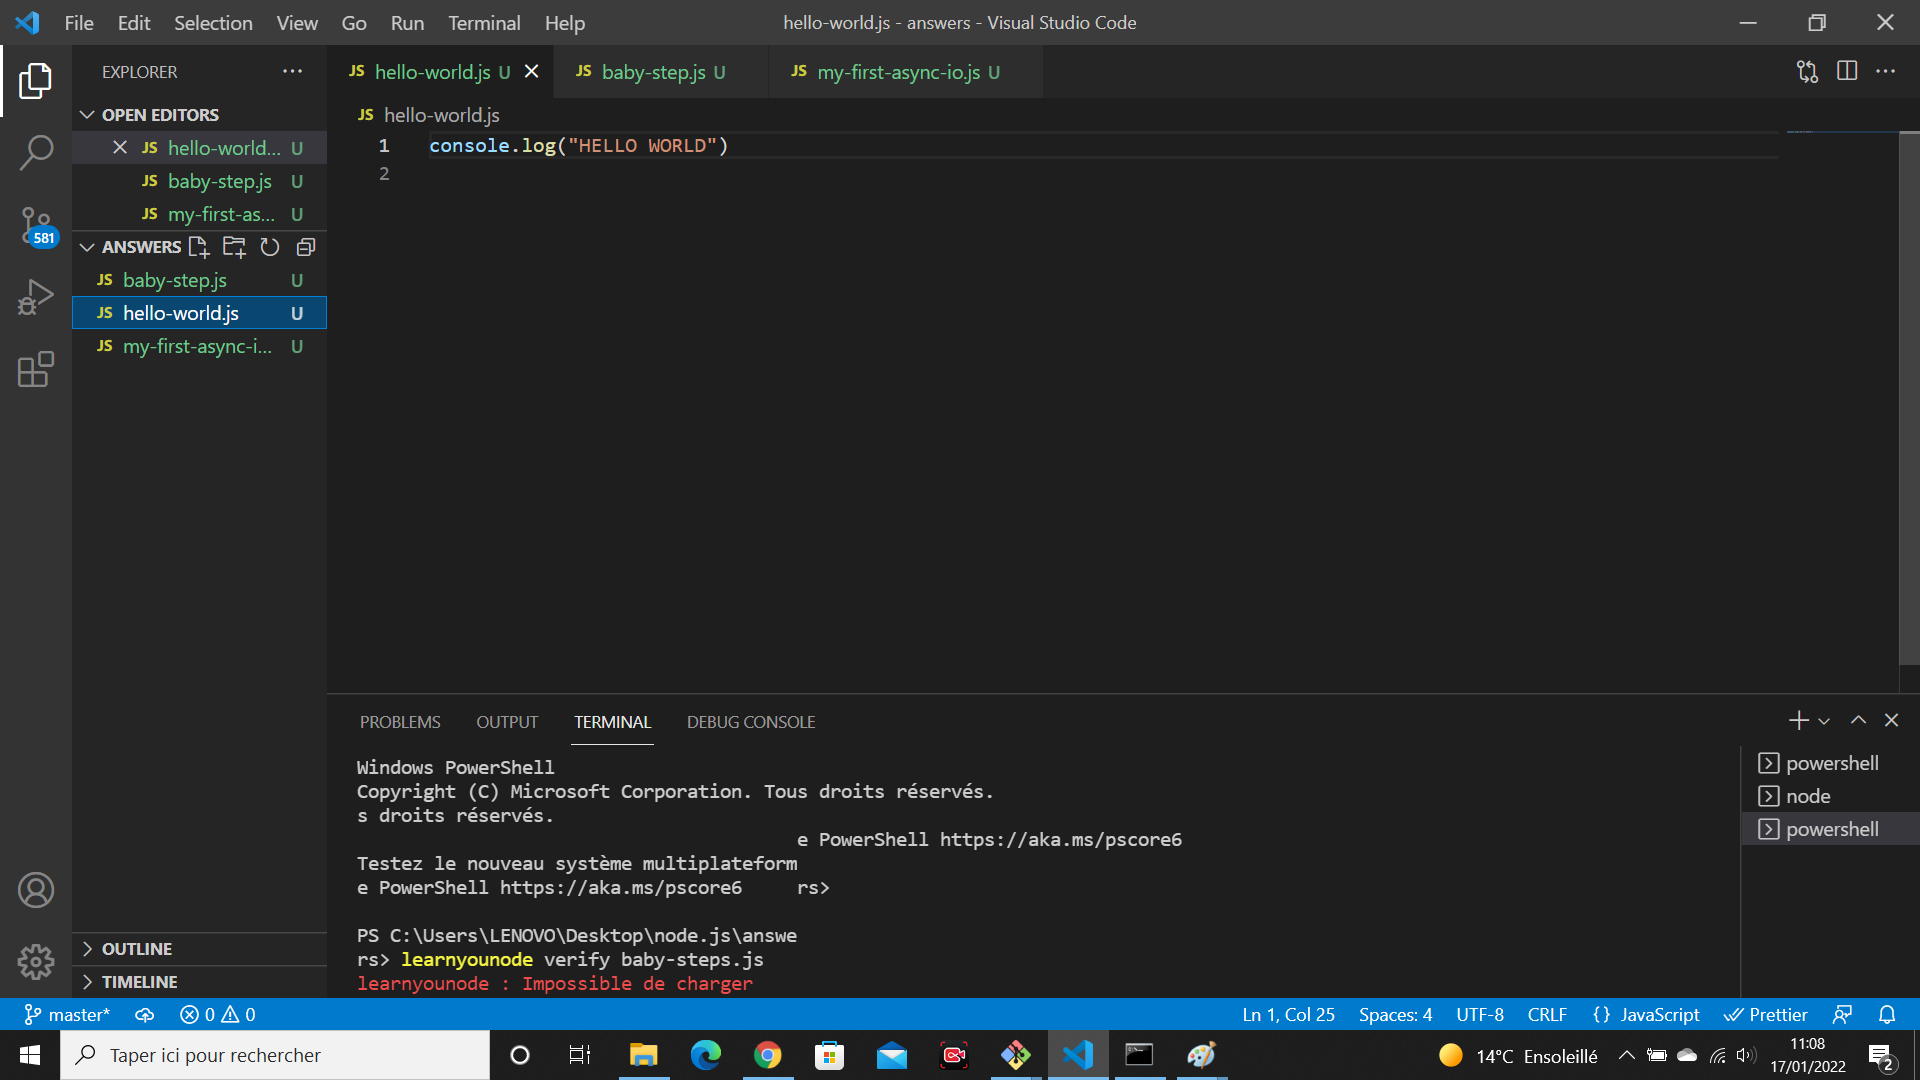 File Edit Selection View Go Run Terminal Help
hello-world.js - answers - Visual Studio Code
EXPLORER
JS hello-world.js U
JS baby-step.js U
JS my-first-async-io.js U
OPEN EDITORS
JS hello-world... U
JS baby-step.js U
JS my-first-as... U
581
ANSWERS
JS baby-step.js U
JS hello-world.js U
JS my-first-async-i... U
OUTLINE
TIMELINE
JS hello-world.js
1 console.log("HELLO WORLD")
2
PROBLEMS OUTPUT TERMINAL DEBUG CONSOLE
Windows PowerShell
Copyright (C) Microsoft Corporation. Tous droits réservés.
s droits réservés.
e PowerShell https://aka.ms/pscore6
Testez le nouveau système multiplateform
e PowerShell https://aka.ms/pscore6 rs>
PS C:\Users\LENOVO\Desktop\node.js\answe
rs> learnyounode verify baby-steps.js
learnyounode : Impossible de charger
powershell
node
powershell
master* 0 0
Ln 1, Col 25 Spaces: 4 UTF-8 CRLF {} JavaScript Prettier
Taper ici pour rechercher
14°C Ensoleillé
11:08
17/01/2022
2